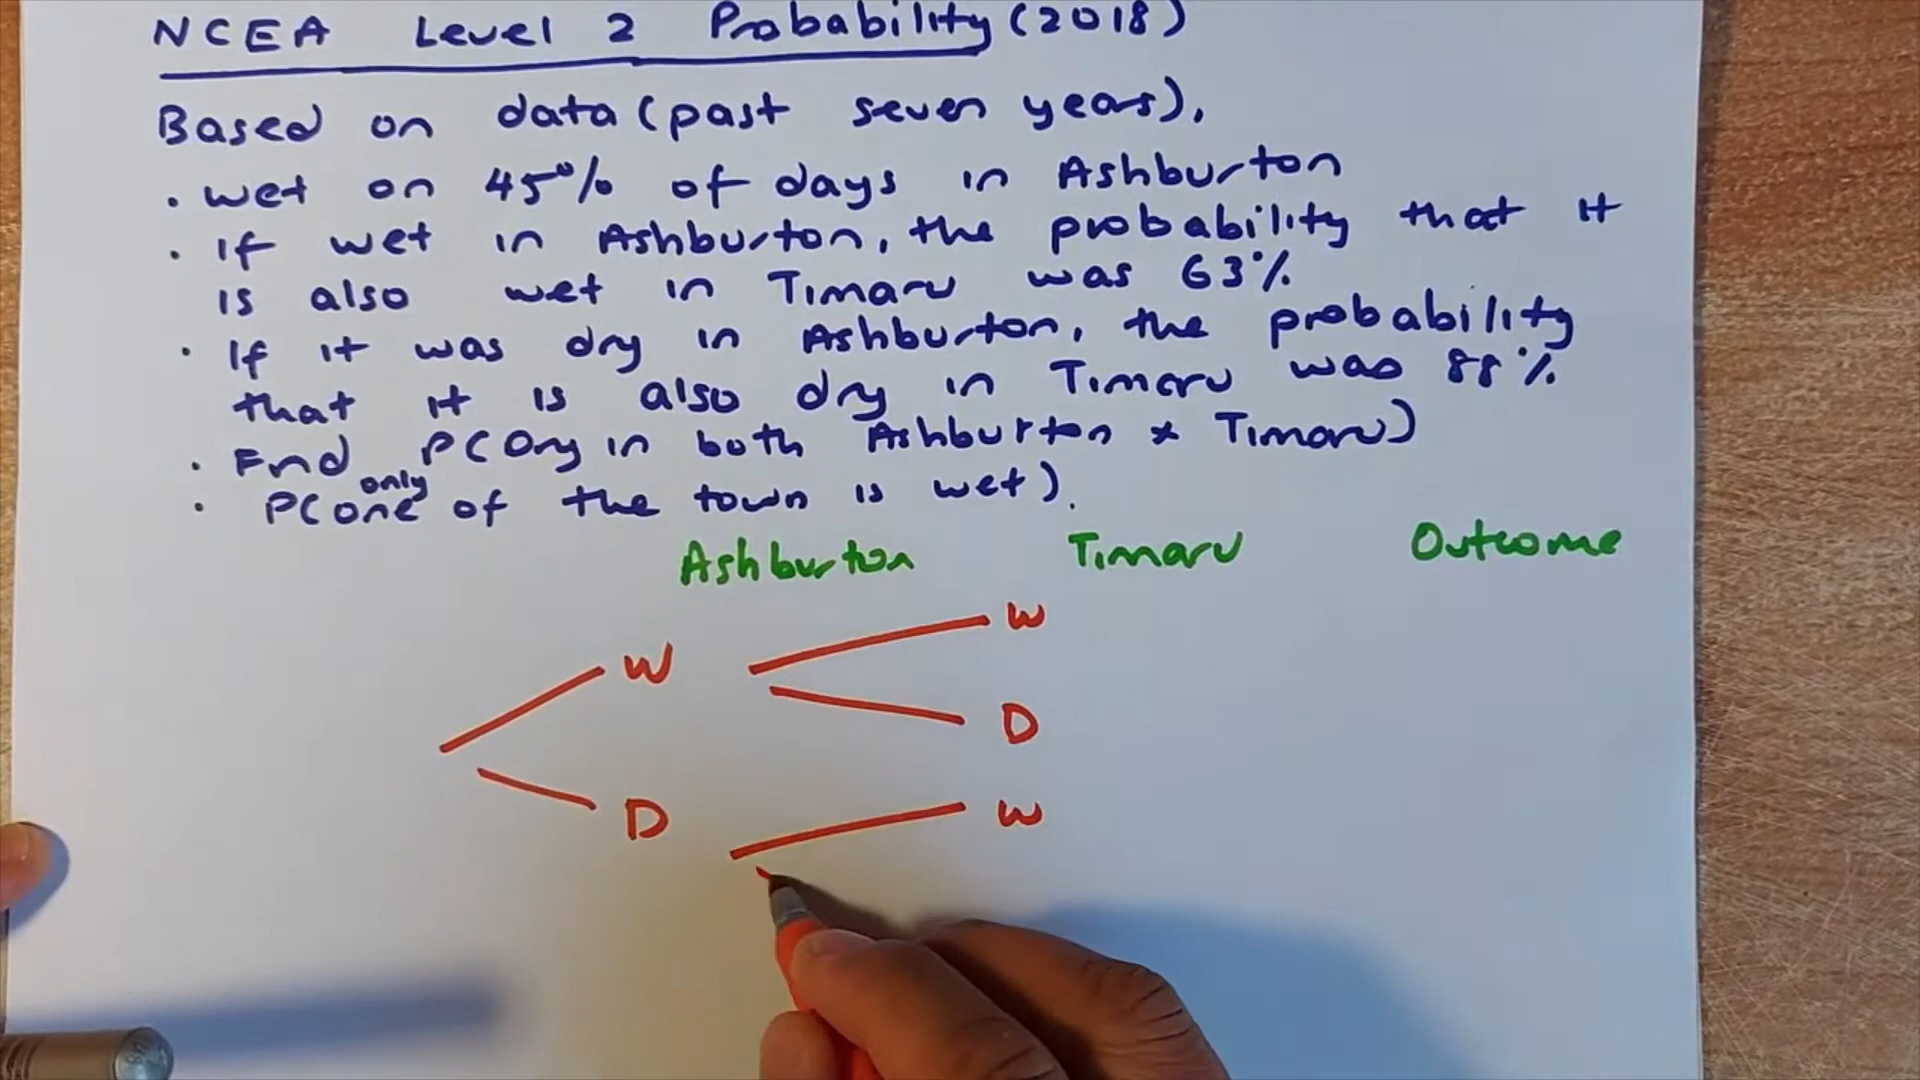 NCEA Level 2 Probability (2018)
Based on data (past seven years),
• wet on 45% of days in Ashburton
• If wet in Ashburton, the probability that it
is also wet in Timaru was 63%
• If it was dry in Ashburton, the probability
that it is also dry in Timaru was 88%
• Find P(Dry in both Ashburton & Timaru)
only
• P(one of the town is wet).
Ashburton Timaru Outcome
W
W
D
D
W